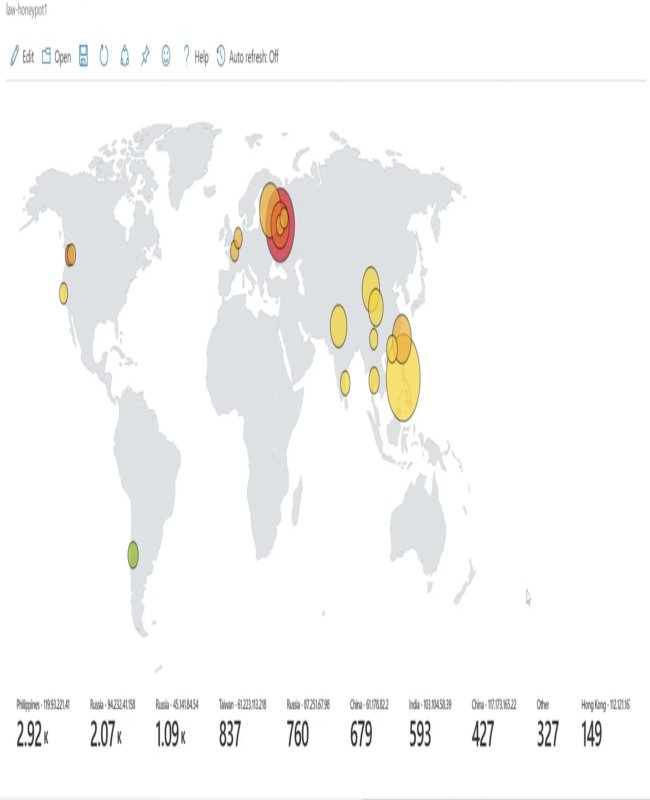 law-honeypot1
Edit Open Help Auto refresh: Off
Philippines - 119.93.221.41 Russia - 94.232.41.158 Russia - 45.141.84.54 Taiwan - 61.223.113.218 Russia - 87.251.67.98 China - 61.178.82.2 India - 103.104.58.39 China - 117.173.165.22 Other Hong Kong - 112.121.16
2.92 K 2.07 K 1.09 K 837 760 679 593 427 327 149